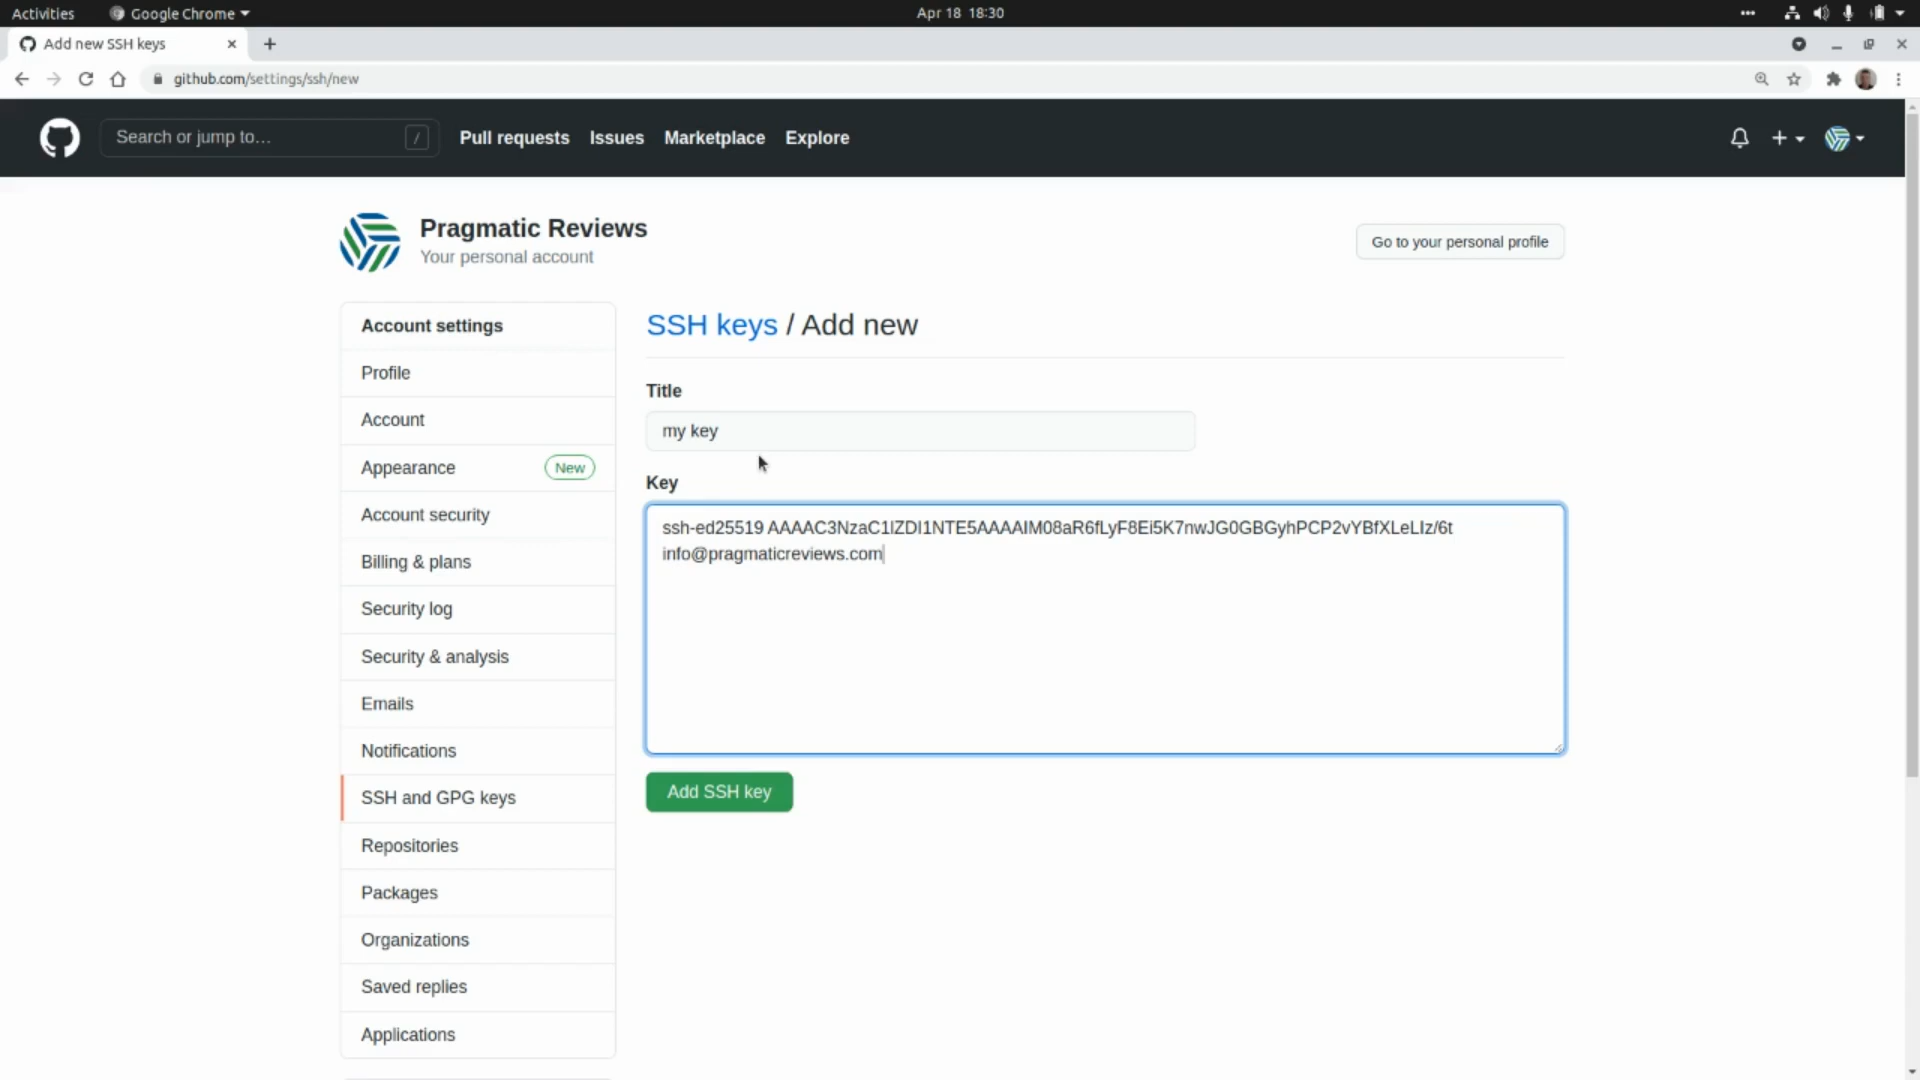 Activities
Google Chrome
Apr 18 18:30
Add new SSH keys
github.com/settings/ssh/new
Search or jump to…
/
Pull requests
Issues
Marketplace
Explore
Pragmatic Reviews
Your personal account
Go to your personal profile
Account settings
Profile
Account
Appearance
New
Account security
Billing & plans
Security log
Security & analysis
Emails
Notifications
SSH and GPG keys
Repositories
Packages
Organizations
Saved replies
Applications
SSH keys / Add new
Title
my key
Key
ssh-ed25519 AAAAC3NzaC1lZDI1NTE5AAAAIM08aR6fLyF8Ei5K7nwJG0GBGyhPCP2vYBfXLeLIz/6t
info@pragmaticreviews.com
Add SSH key